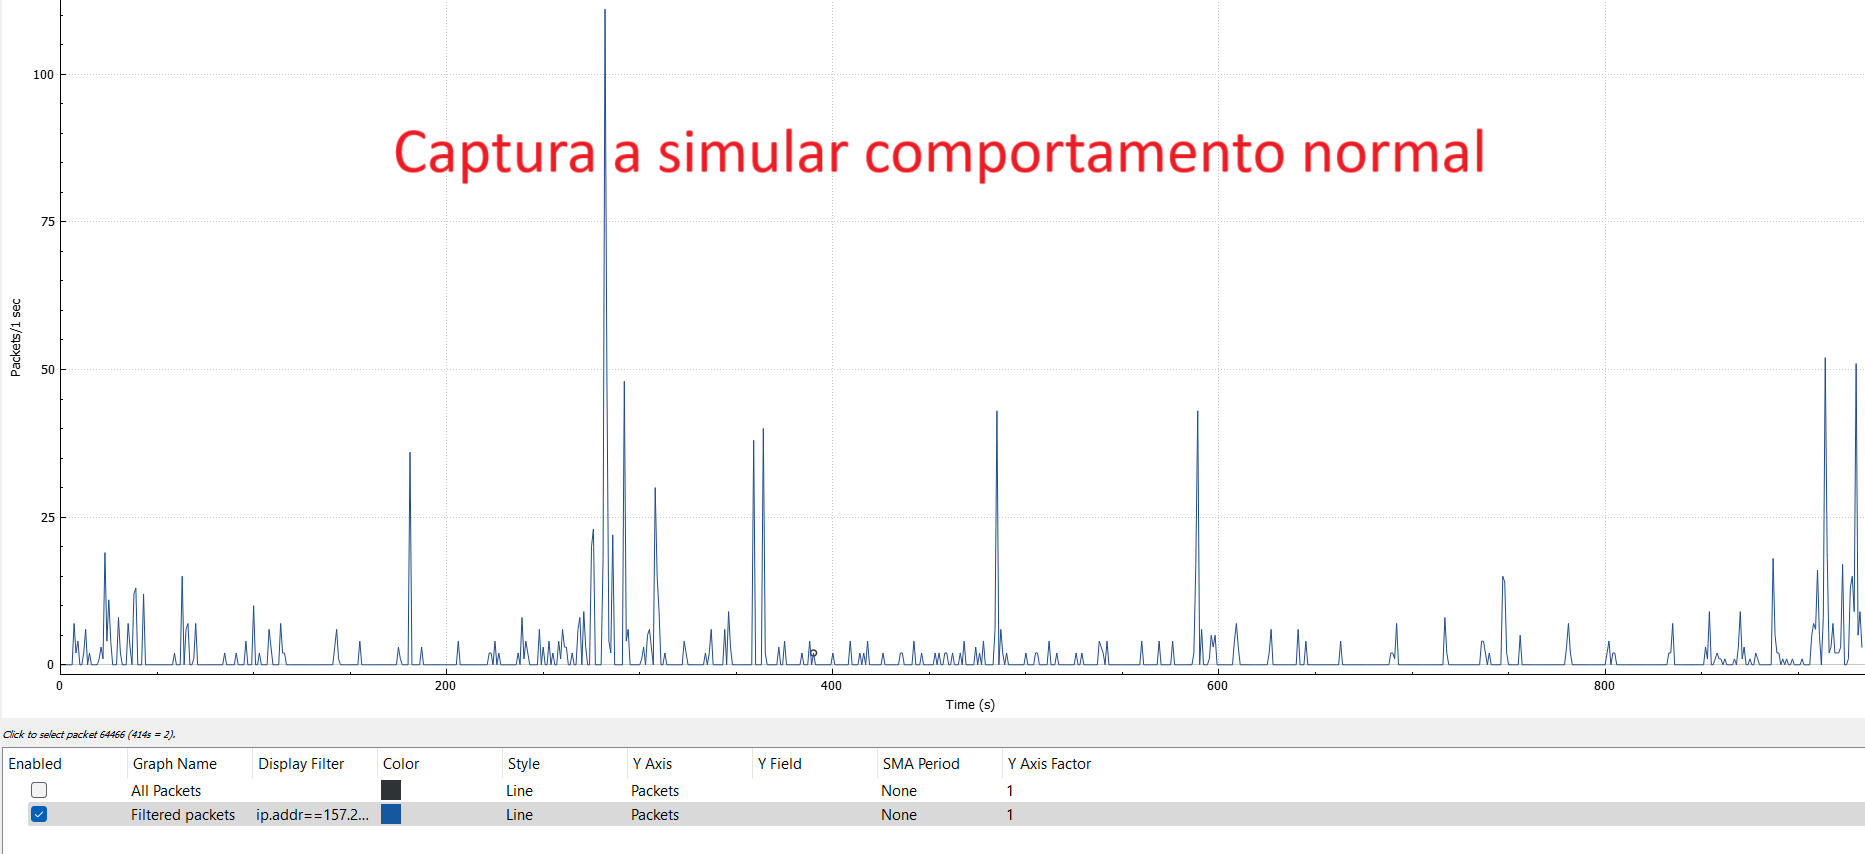 100
Captura a simular comportamento normal
75
Packets/1 sec
50
25
0
0 200 400 600 800
Time (s)
Click to select packet 64466 (414s = 2).
Enabled Graph Name Display Filter Color Style Y Axis Y Field SMA Period Y Axis Factor
All Packets Line Packets None 1
Filtered packets ip.addr==157.2... Line Packets None 1